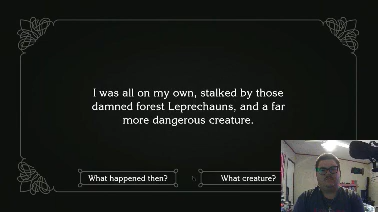 I was all on my own, stalked by those
damned forest Leprechauns, and a far
more dangerous creature.
What happened then?
What creature?